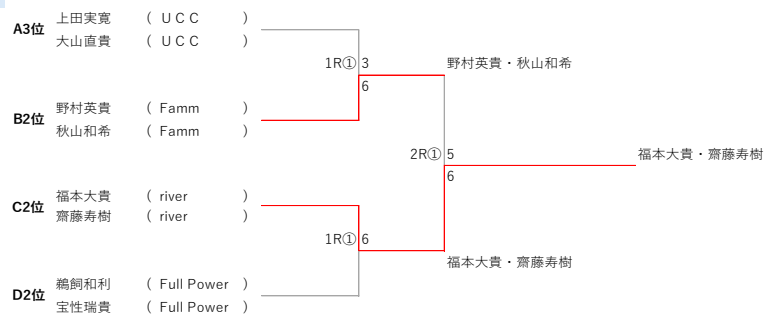 A3位 上田実寛 ( UCC )
大山直貴 ( UCC )
1R① 3
6
野村英貴・秋山和希
B2位 野村英貴 ( Famm )
秋山和希 ( Famm )
2R① 5
6
福本大貴・齋藤寿樹
C2位 福本大貴 ( river )
齋藤寿樹 ( river )
1R① 6
福本大貴・齋藤寿樹
D2位 鵜飼和利 ( Full Power )
宝性瑞貴 ( Full Power )